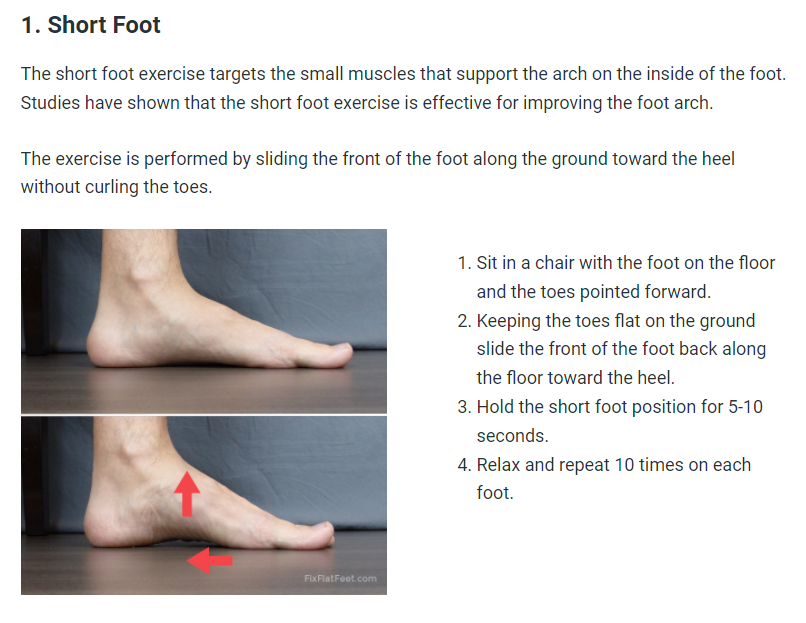 1. Short Foot
The short foot exercise targets the small muscles that support the arch on the inside of the foot.
Studies have shown that the short foot exercise is effective for improving the foot arch.
The exercise is performed by sliding the front of the foot along the ground toward the heel
without curling the toes.
1. Sit in a chair with the foot on the floor
and the toes pointed forward.
2. Keeping the toes flat on the ground
slide the front of the foot back along
the floor toward the heel.
3. Hold the short foot position for 5-10
seconds.
4. Relax and repeat 10 times on each
foot.
FixFlatFeet.com